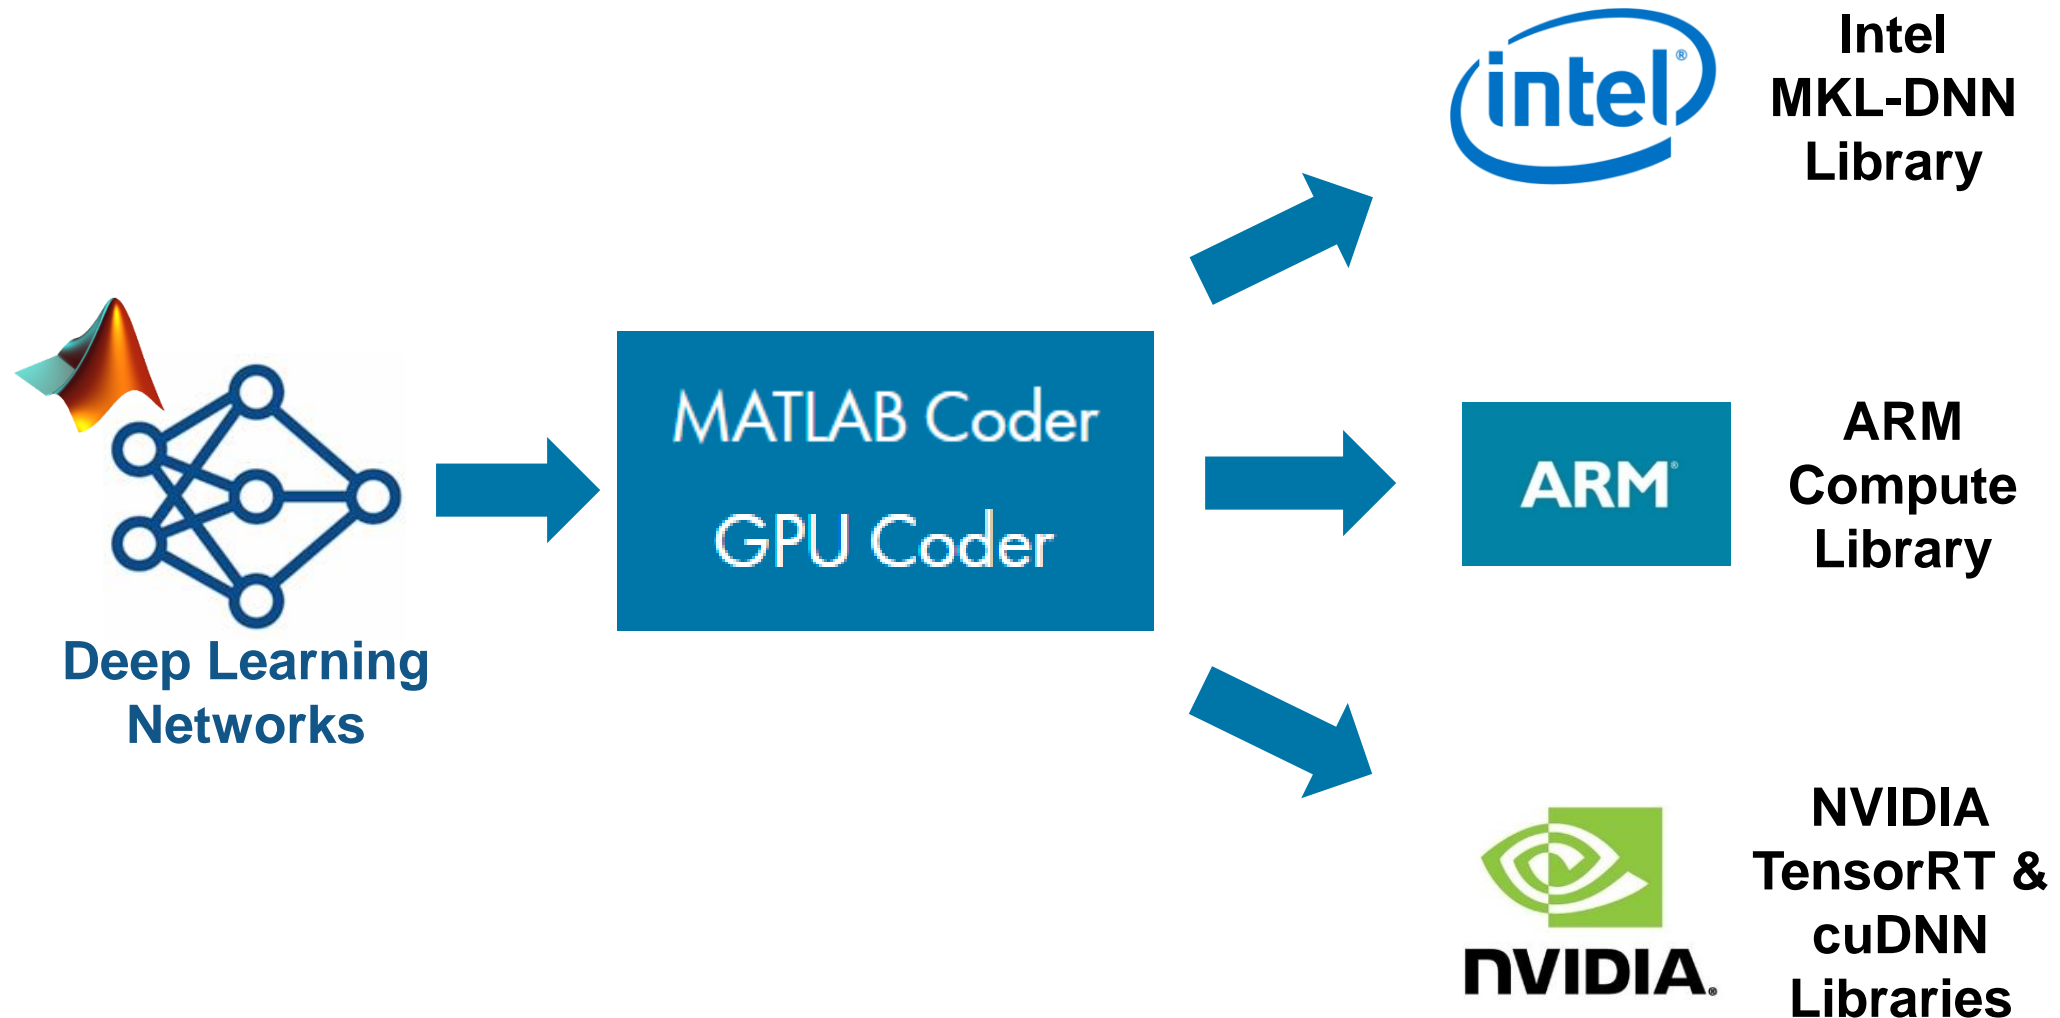 Deep Learning
Networks
MATLAB Coder
GPU Coder
intel®
Intel
MKL-DNN
Library
ARM®
ARM
Compute
Library
NVIDIA®
NVIDIA
TensorRT &
cuDNN
Libraries